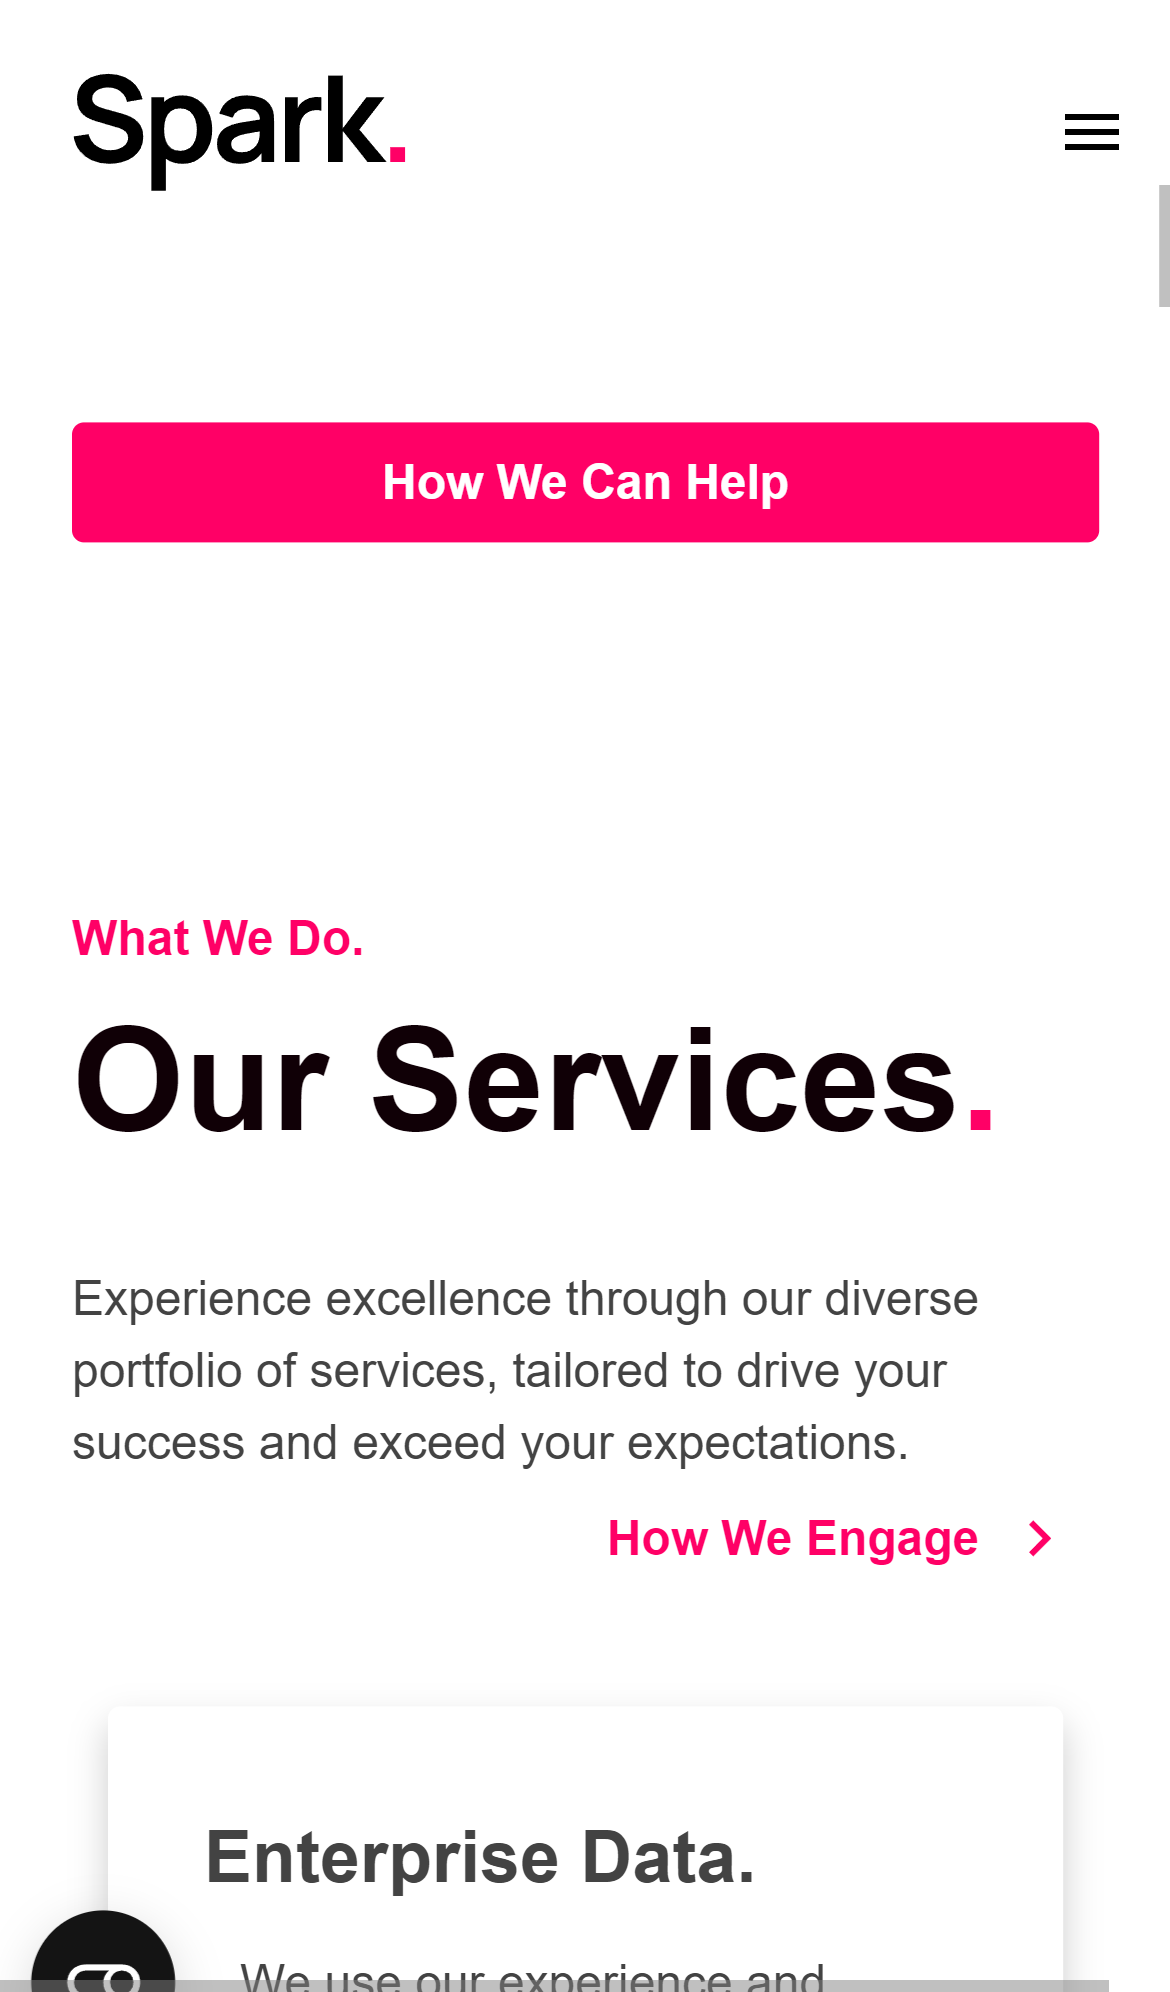 Spark.
How We Can Help
What We Do.
Our Services.
Experience excellence through our diverse
portfolio of services, tailored to drive your
success and exceed your expectations.
How We Engage
Enterprise Data.
We use our experience and